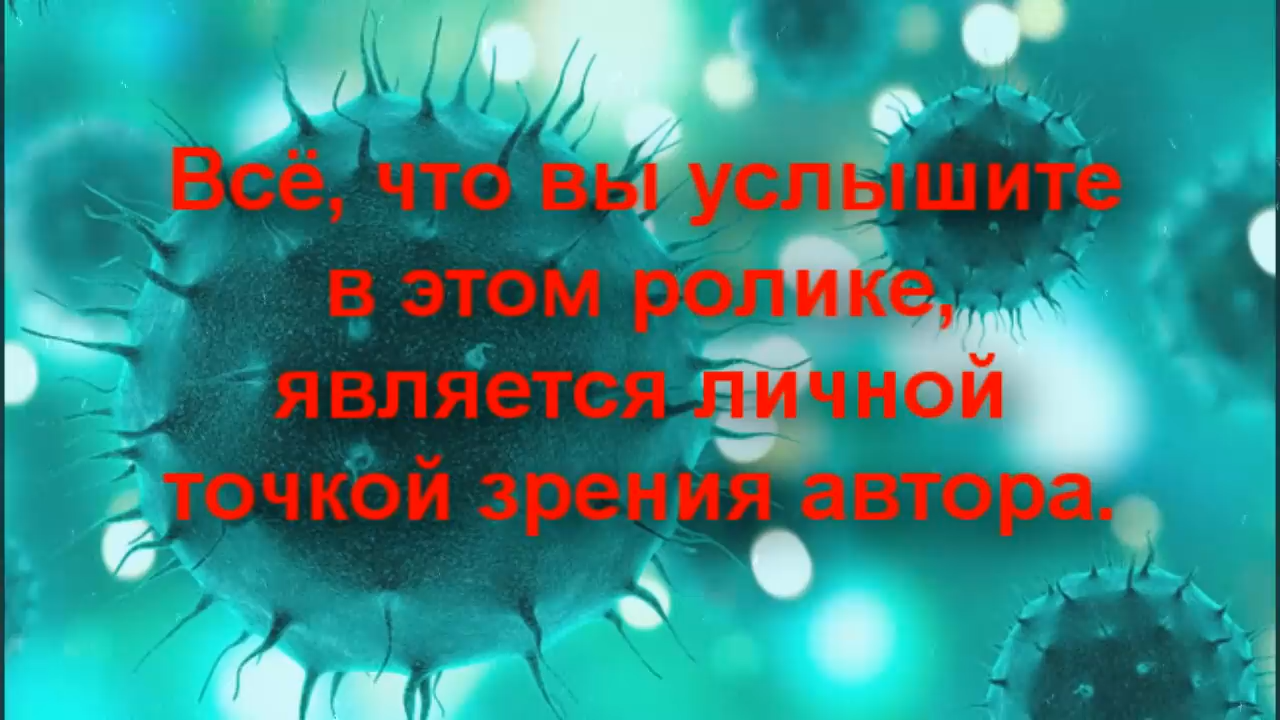 Всё, что вы услышите
в этом ролике,
является личной
точкой зрения автора.